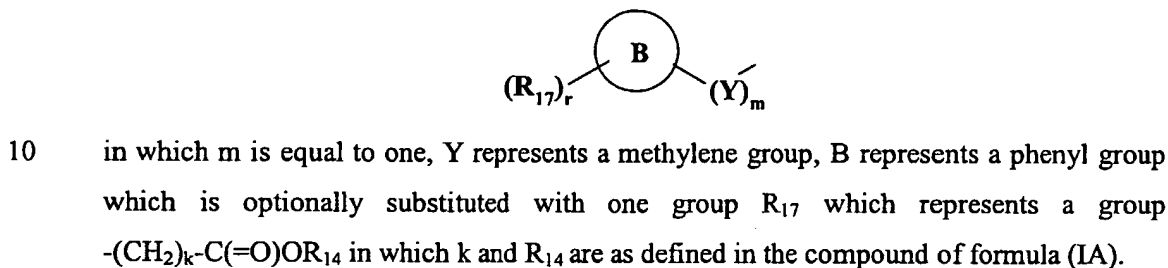 B
(R₁₇)ᵣ (Y)ₘ
10 in which m is equal to one, Y represents a methylene group, B represents a phenyl group
which is optionally substituted with one group R₁₇ which represents a group
-(CH₂)ₖ-C(=O)OR₁₄ in which k and R₁₄ are as defined in the compound of formula (IA).